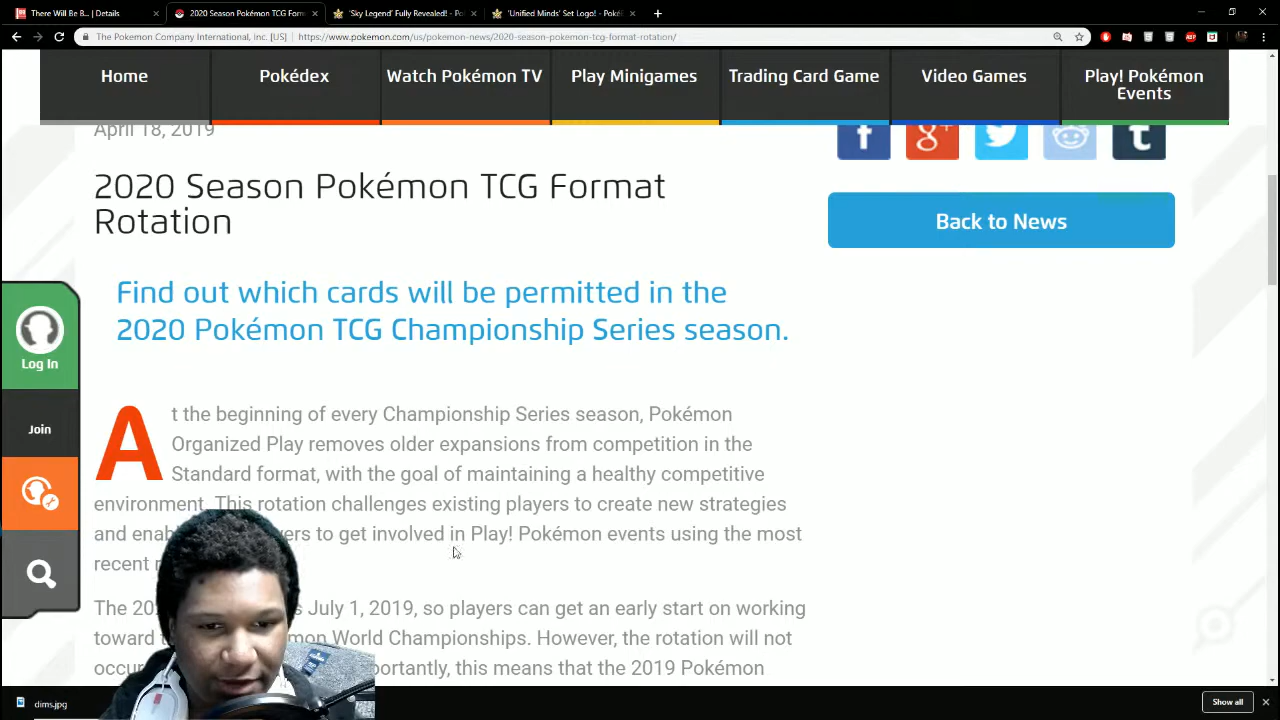 There Will Be B... | Details
2020 Season Pokémon TCG Form
'Sky Legend' Fully Revealed! - Po
'Unified Minds' Set Logo! - Poké
The Pokemon Company International, Inc. [US]
https://www.pokemon.com/us/pokemon-news/2020-season-pokemon-tcg-format-rotation/
Home
Pokédex
Watch Pokémon TV
Play Minigames
Trading Card Game
Video Games
Play! Pokémon
Events
April 18, 2019
2020 Season Pokémon TCG Format
Rotation
Back to News
Find out which cards will be permitted in the
2020 Pokémon TCG Championship Series season.
Log In
Join
At the beginning of every Championship Series season, Pokémon
Organized Play removes older expansions from competition in the
Standard format, with the goal of maintaining a healthy competitive
environment. This rotation challenges existing players to create new strategies
and to get involved in Play! Pokémon events using the most
recent
The July 1, 2019, so players can get an early start on working
toward World Championships. However, the rotation will not
this means that the 2019 Pokémon
dims.jpg
Show all